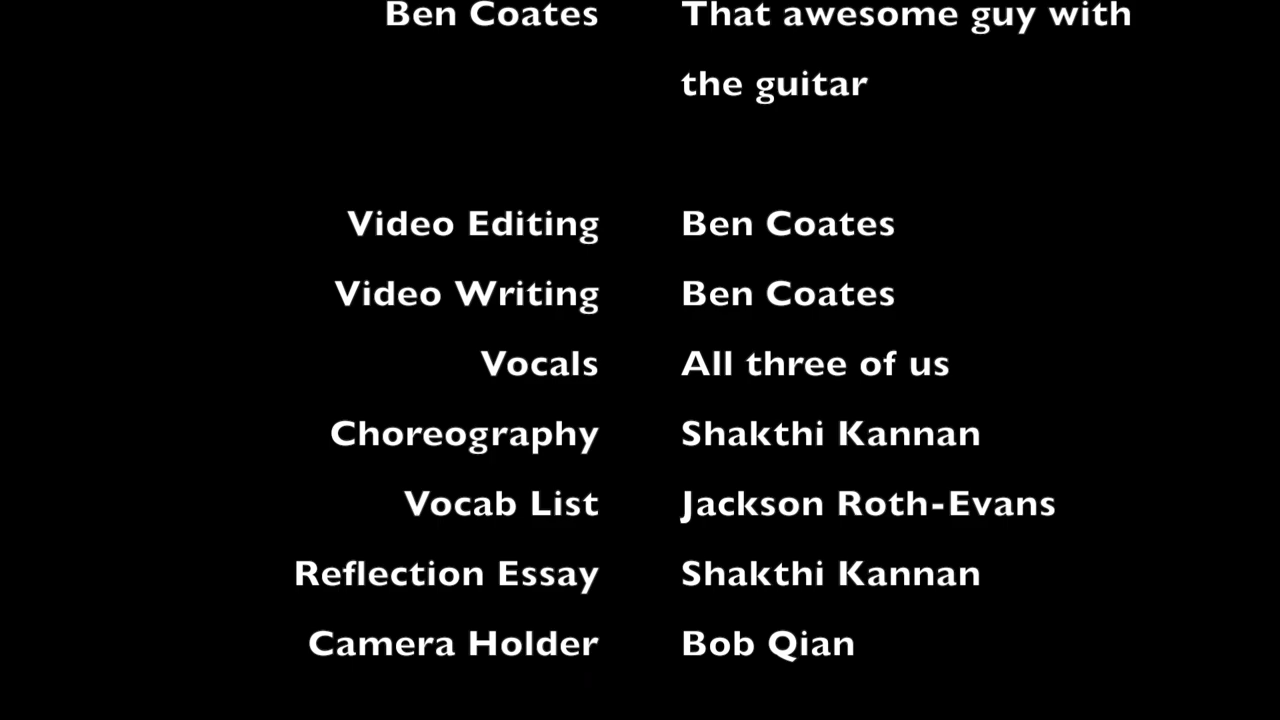 Ben Coates That awesome guy with
the guitar
Video Editing Ben Coates
Video Writing Ben Coates
Vocals All three of us
Choreography Shakthi Kannan
Vocab List Jackson Roth-Evans
Reflection Essay Shakthi Kannan
Camera Holder Bob Qian